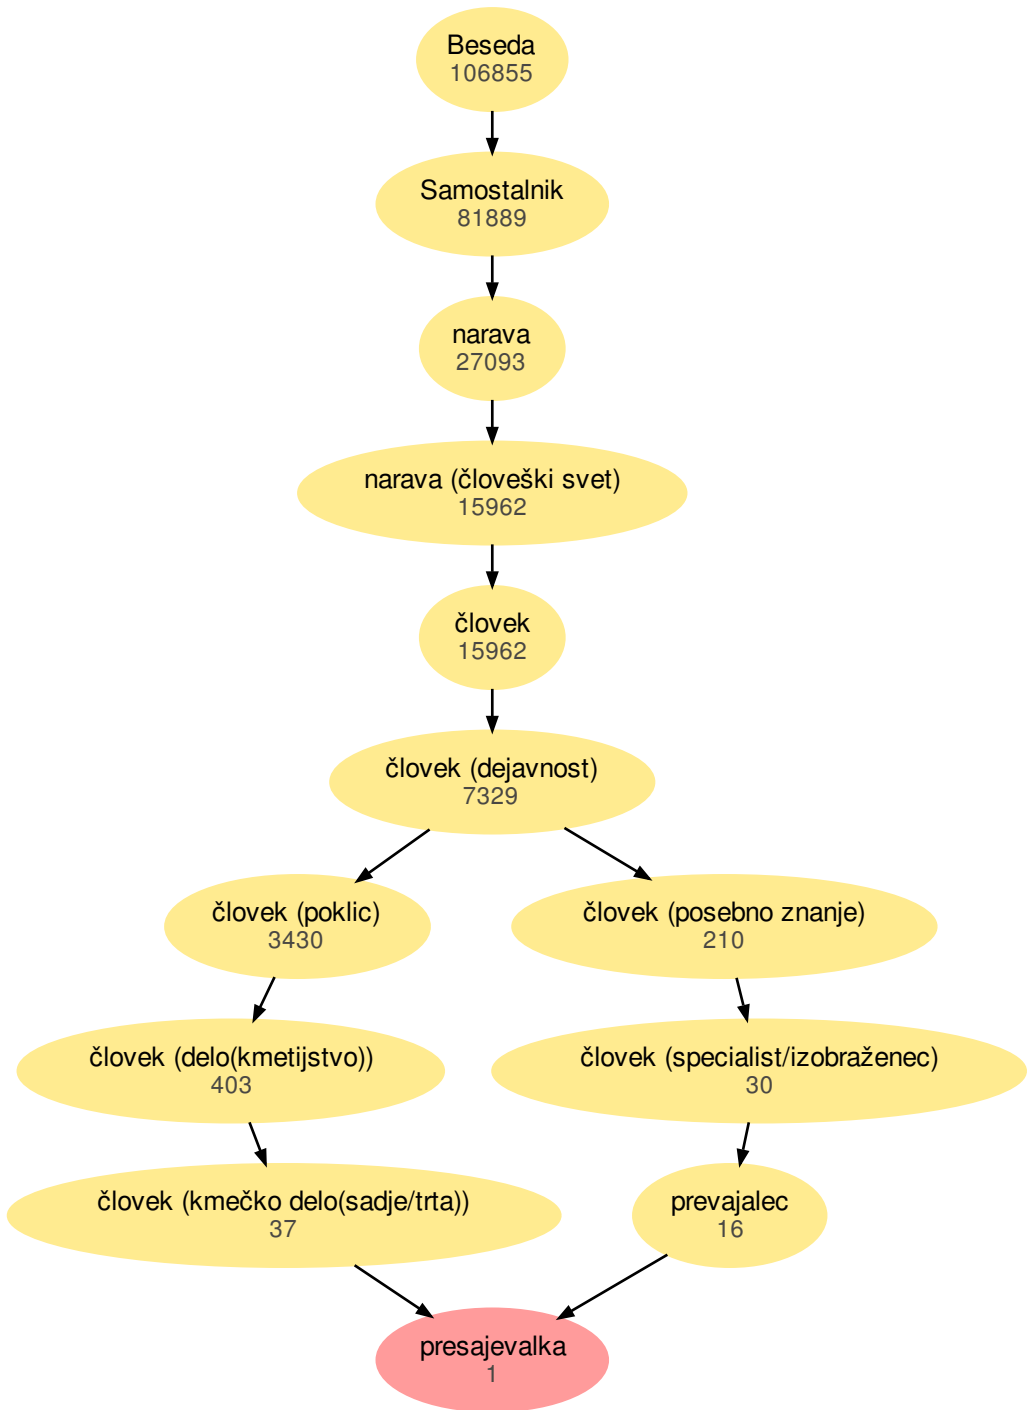 Beseda
106855
Samostalnik
81889
narava
27093
narava (človeški svet)
15962
človek
15962
človek (dejavnost)
7329
človek (poklic)
3430
človek (posebno znanje)
210
človek (delo(kmetijstvo))
403
človek (specialist/izobraženec)
30
človek (kmečko delo(sadje/trta))
37
prevajalec
16
presajevalka
1